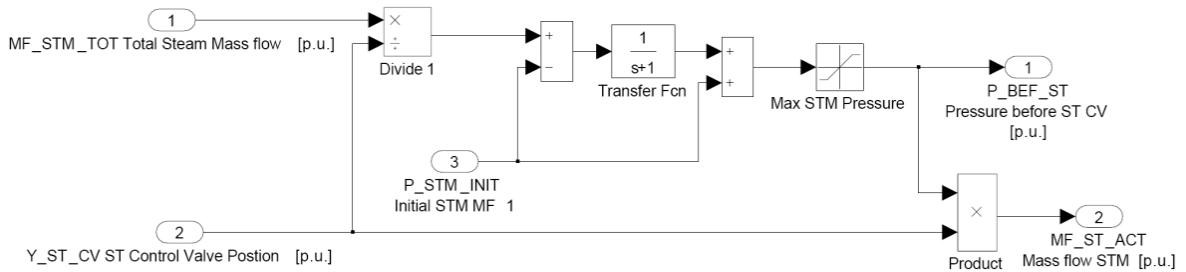 1
MF_STM_TOT Total Steam Mass flow [p.u.]
×
÷
Divide 1
+
−
1
s+1
Transfer Fcn
+
+
Max STM Pressure
1
P_BEF_ST
Pressure before ST CV
[p.u.]
3
P_STM_INIT
Initial STM MF 1
2
Y_ST_CV ST Control Valve Postion [p.u.]
×
Product
2
MF_ST_ACT
Mass flow STM [p.u.]